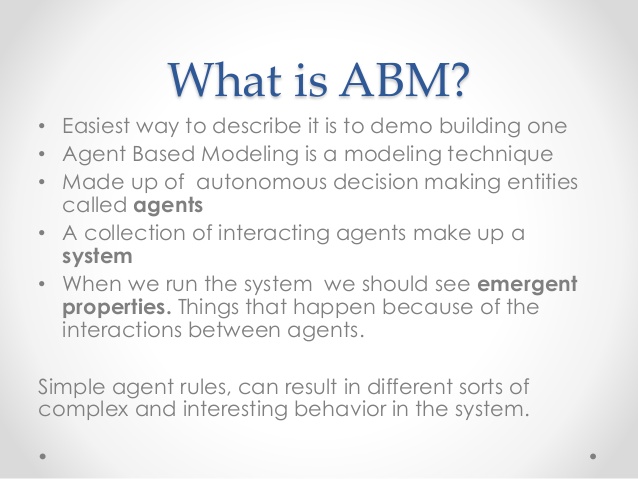 What is ABM?
• Easiest way to describe it is to demo building one
• Agent Based Modeling is a modeling technique
• Made up of  autonomous decision making entities
called agents
• A collection of interacting agents make up a
system
• When we run the system  we should see emergent
properties. Things that happen because of the
interactions between agents.
Simple agent rules, can result in different sorts of
complex and interesting behavior in the system.